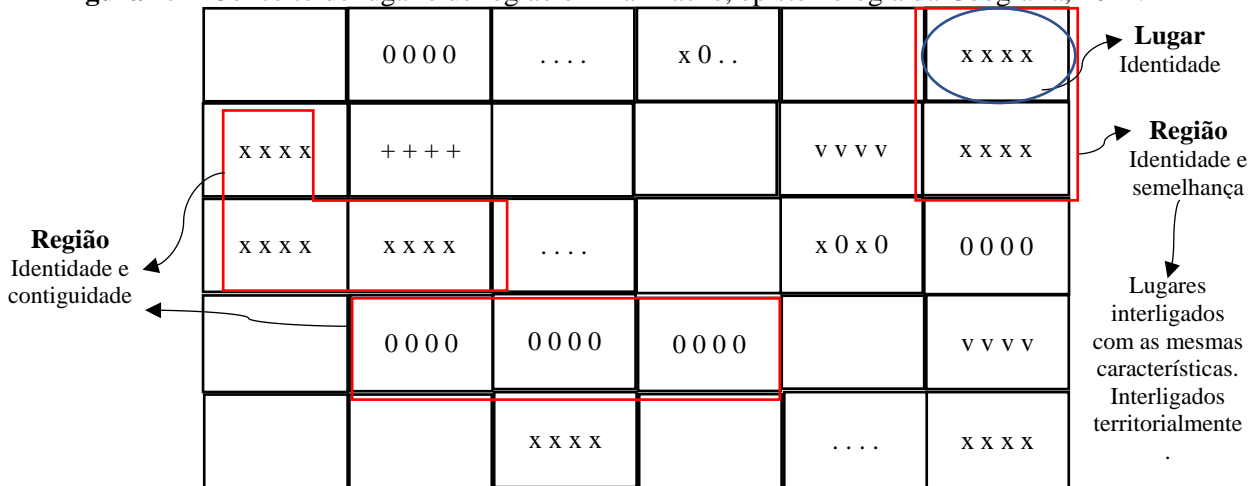 0 0 0 0
. . . .
x 0 . .
x x x x
Lugar
Identidade
x x x x
+ + + +
v v v v
x x x x
Região
Identidade e
semelhança
Região
Identidade e
contiguidade
x x x x
x x x x
. . . .
x 0 x 0
0 0 0 0
Lugares
interligados
com as mesmas
características.
Interligados
territorialmente
.
0 0 0 0
0 0 0 0
0 0 0 0
v v v v
x x x x
. . . .
x x x x